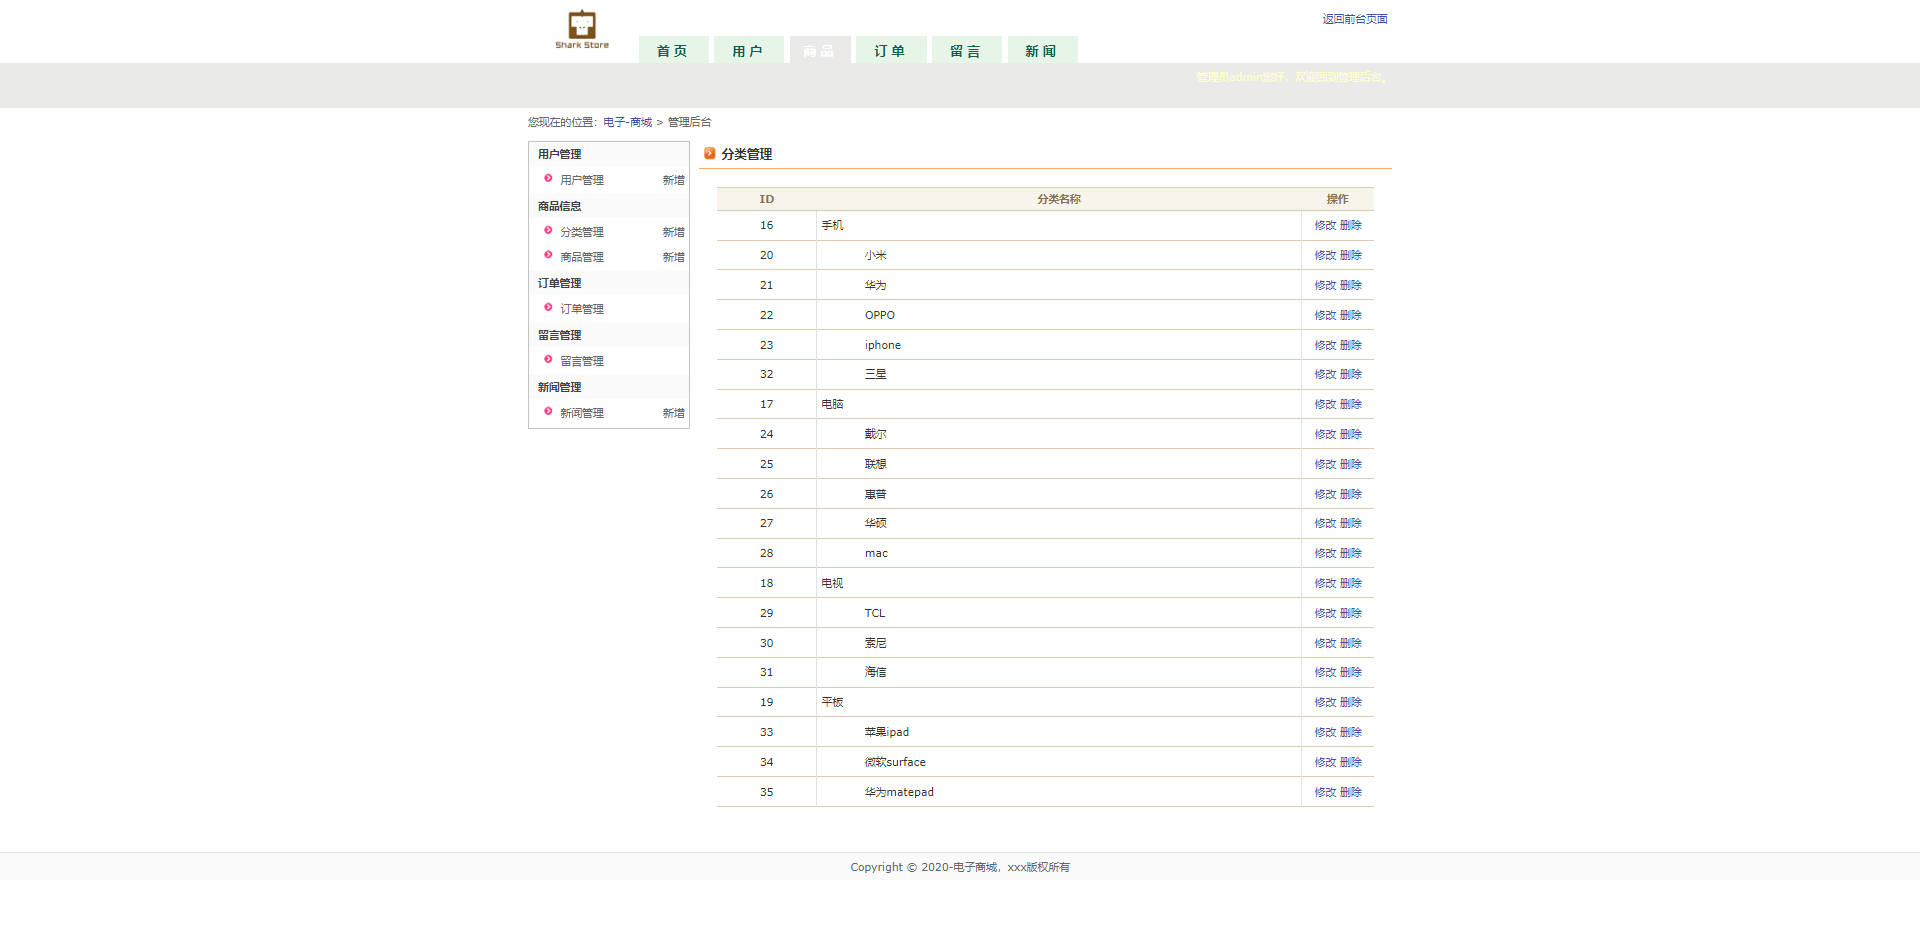 Shark Store
返回前台页面
首 页 用 户 商 品 订 单 留 言 新 闻
管理员admin您好，欢迎回到管理后台。
您现在的位置：电子-商城 > 管理后台
用户管理
用户管理 新增
商品信息
分类管理 新增
商品管理 新增
订单管理
订单管理
留言管理
留言管理
新闻管理
新闻管理 新增
分类管理
ID 分类名称 操作
16 手机 修改 删除
20 小米 修改 删除
21 华为 修改 删除
22 OPPO 修改 删除
23 iphone 修改 删除
32 三星 修改 删除
17 电脑 修改 删除
24 戴尔 修改 删除
25 联想 修改 删除
26 惠普 修改 删除
27 华硕 修改 删除
28 mac 修改 删除
18 电视 修改 删除
29 TCL 修改 删除
30 索尼 修改 删除
31 海信 修改 删除
19 平板 修改 删除
33 苹果ipad 修改 删除
34 微软surface 修改 删除
35 华为matepad 修改 删除
Copyright © 2020-电子商城，xxx版权所有